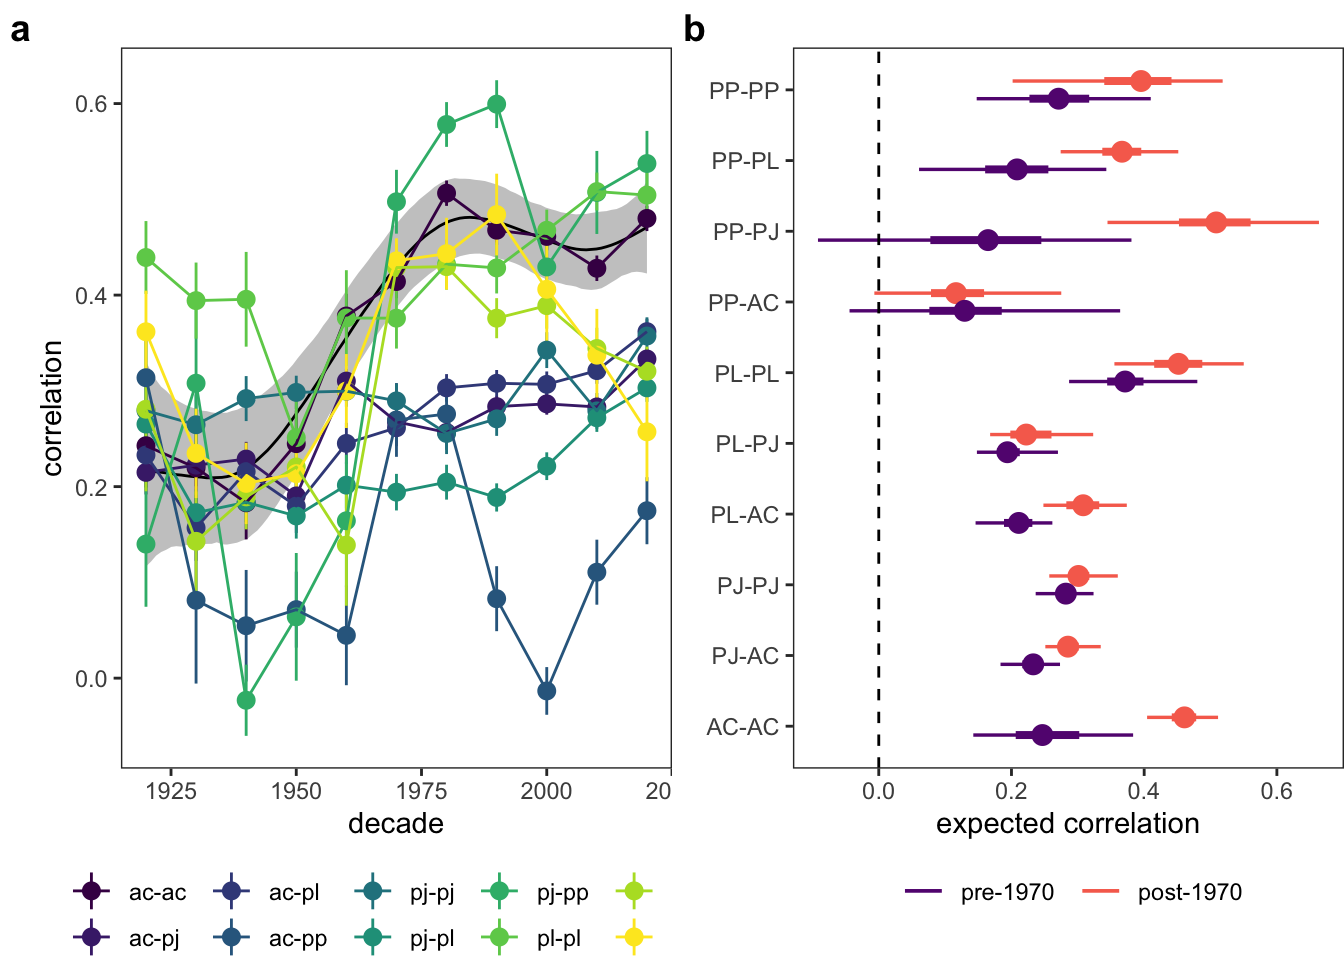 a
b
0.6
0.4
0.2
0.0
correlation
1925
1950
1975
2000
20
decade
PP-PP
PP-PL
PP-PJ
PP-AC
PL-PL
PL-PJ
PL-AC
PJ-PJ
PJ-AC
AC-AC
0.0
0.2
0.4
0.6
expected correlation
ac-ac
ac-pl
pj-pj
pj-pp
ac-pj
ac-pp
pj-pl
pl-pl
pre-1970
post-1970